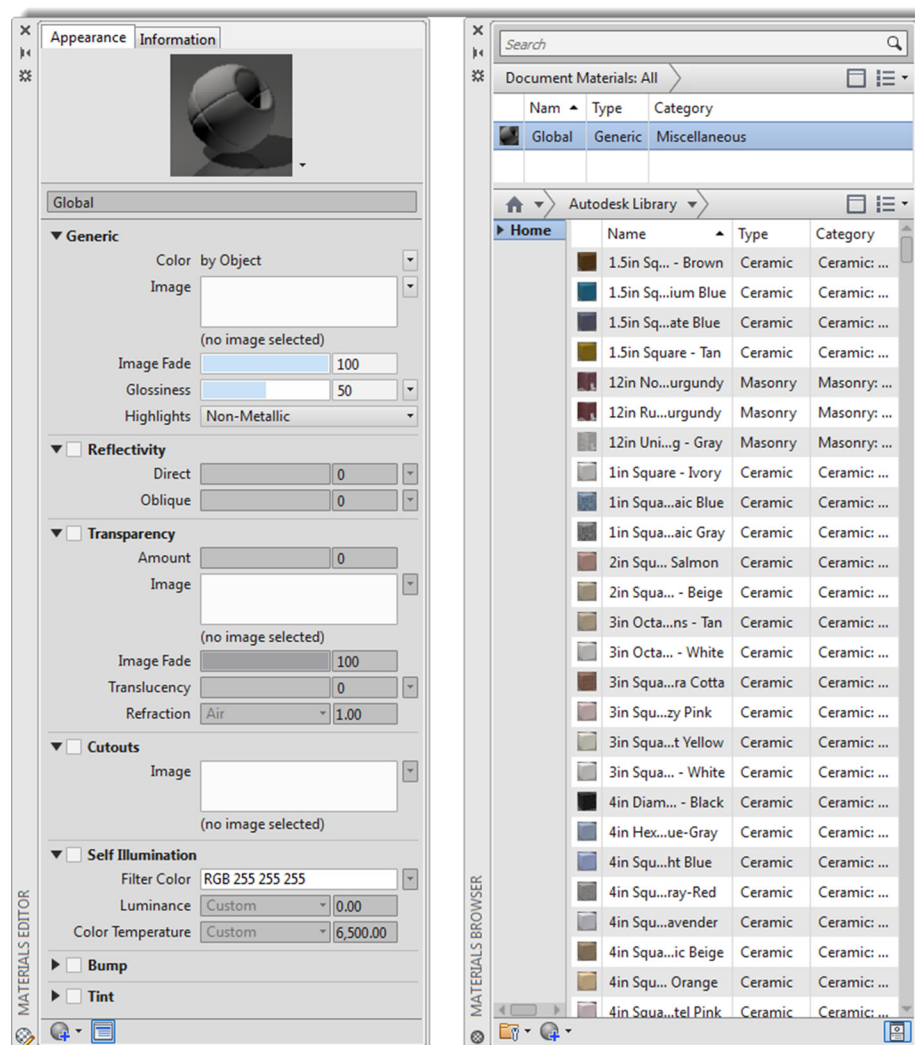 Appearance Information
Global
Generic
Color by Object
Image
(no image selected)
Image Fade 100
Glossiness 50
Highlights Non-Metallic
Reflectivity
Direct 0
Oblique 0
Transparency
Amount 0
Image
(no image selected)
Image Fade 100
Translucency 0
Refraction Air 1.00
Cutouts
Image
(no image selected)
Self Illumination
Filter Color RGB 255 255 255
Luminance Custom 0.00
Color Temperature Custom 6,500.00
Bump
Tint
MATERIALS EDITOR
Search
Document Materials: All
Nam Type Category
Global Generic Miscellaneous
Autodesk Library
Home
Name Type Category
1.5in Sq... - Brown Ceramic Ceramic: ...
1.5in Sq...ium Blue Ceramic Ceramic: ...
1.5in Sq...ate Blue Ceramic Ceramic: ...
1.5in Square - Tan Ceramic Ceramic: ...
12in No...urgundy Masonry Masonry: ...
12in Ru...urgundy Masonry Masonry: ...
12in Uni...g - Gray Masonry Masonry: ...
1in Square - Ivory Ceramic Ceramic: ...
1in Squa...aic Blue Ceramic Ceramic: ...
1in Squa...aic Gray Ceramic Ceramic: ...
2in Squ... Salmon Ceramic Ceramic: ...
2in Squa... - Beige Ceramic Ceramic: ...
3in Octa...ns - Tan Ceramic Ceramic: ...
3in Octa... - White Ceramic Ceramic: ...
3in Squa...ra Cotta Ceramic Ceramic: ...
3in Squ...zy Pink Ceramic Ceramic: ...
3in Squa...t Yellow Ceramic Ceramic: ...
3in Squa... - White Ceramic Ceramic: ...
4in Diam... - Black Ceramic Ceramic: ...
4in Hex...ue-Gray Ceramic Ceramic: ...
4in Squ...ht Blue Ceramic Ceramic: ...
4in Squ...ray-Red Ceramic Ceramic: ...
4in Squ...avender Ceramic Ceramic: ...
4in Squa...ic Beige Ceramic Ceramic: ...
4in Squ... Orange Ceramic Ceramic: ...
4in Squa...tel Pink Ceramic Ceramic: ...
MATERIALS BROWSER